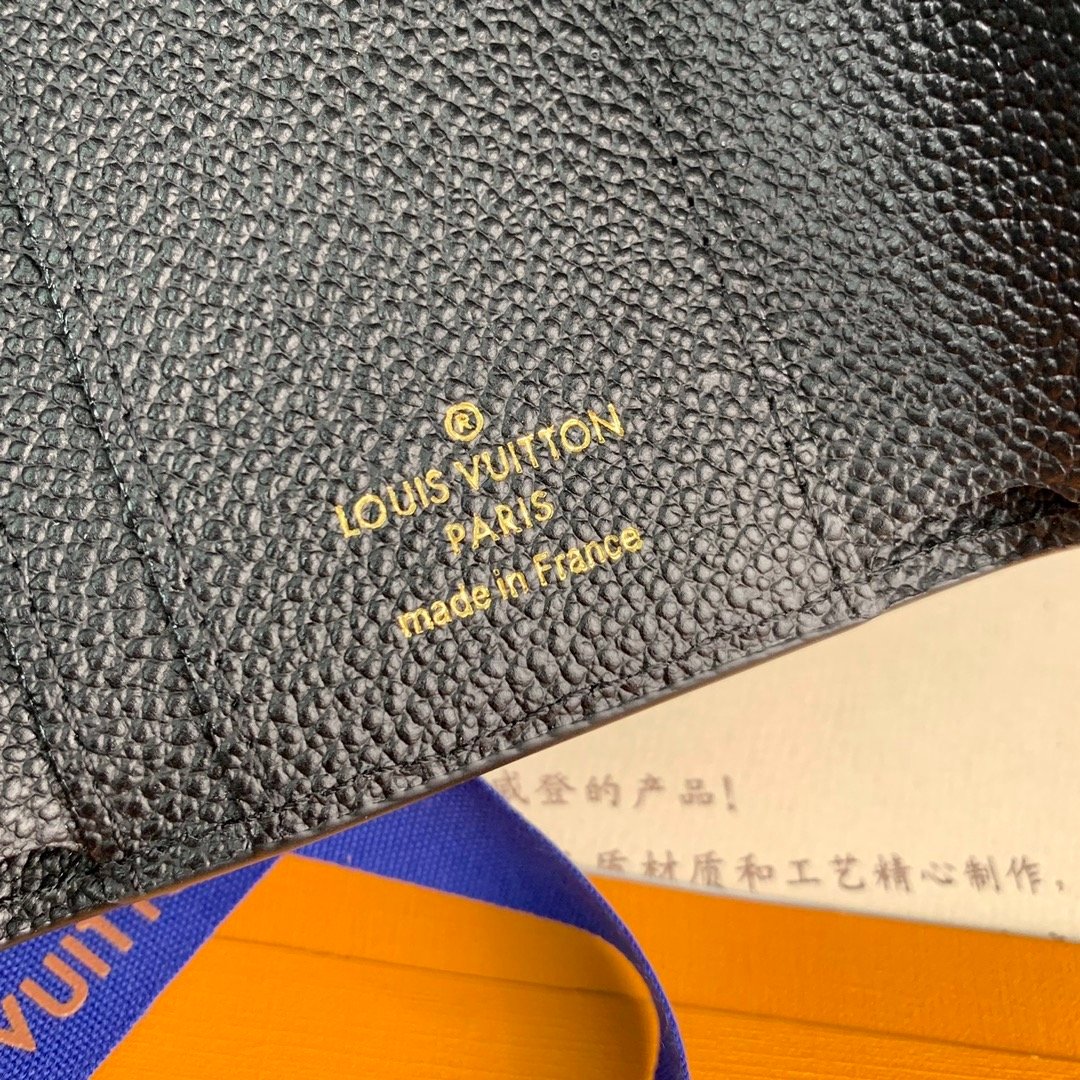 ®
LOUIS VUITTON
PARIS
made in France
威登的产品!
质材质和工艺精心制作,
VUIT